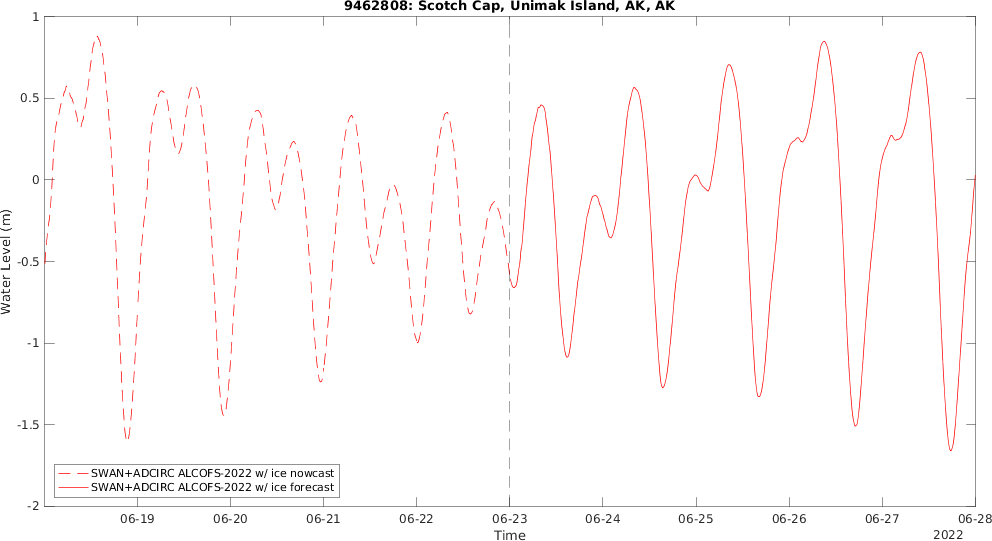 9462808: Scotch Cap, Unimak Island, AK, AK
1
0.5
0
-0.5
-1
-1.5
-2
Water Level (m)
SWAN+ADCIRC ALCOFS-2022 w/ ice nowcast
SWAN+ADCIRC ALCOFS-2022 w/ ice forecast
06-19 06-20 06-21 06-22 06-23 06-24 06-25 06-26 06-27 06-28
Time
2022